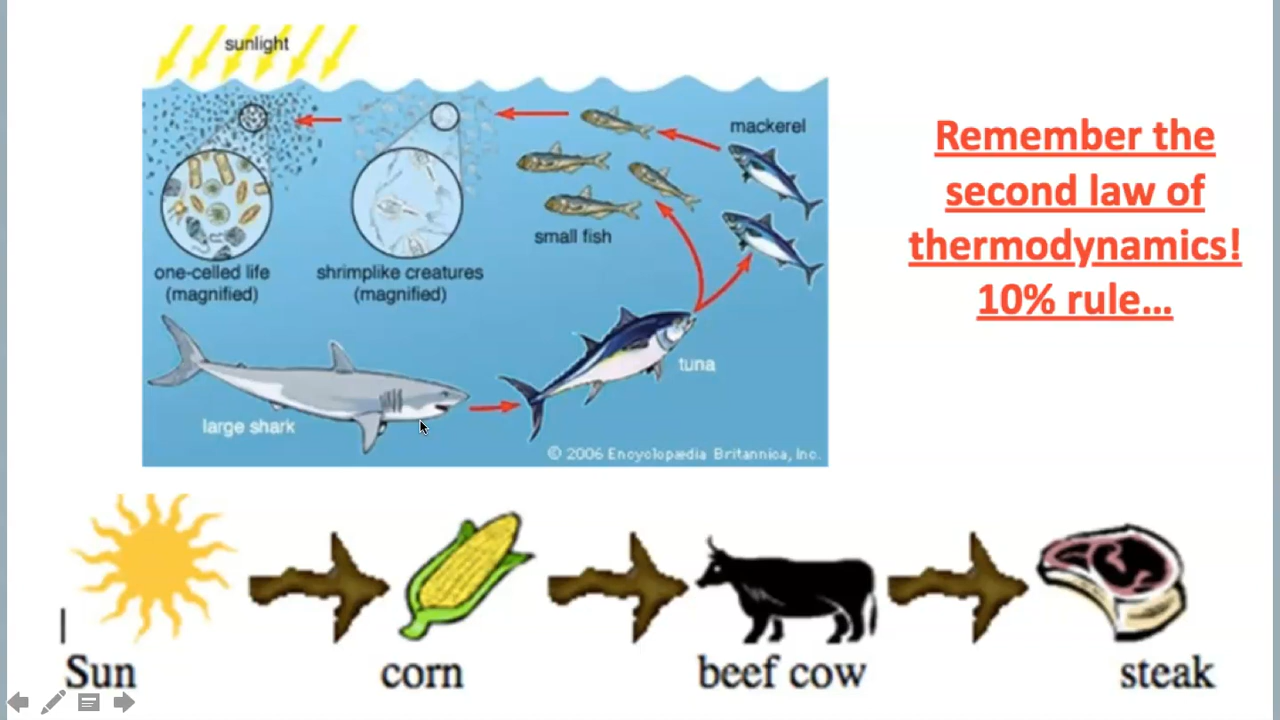 sunlight
mackerel
small fish
one-celled life
(magnified)
shrimplike creatures
(magnified)
tuna
large shark
© 2006 Encyclopædia Britannica, Inc.
Remember the
second law of
thermodynamics!
10% rule...
Sun
corn
beef cow
steak